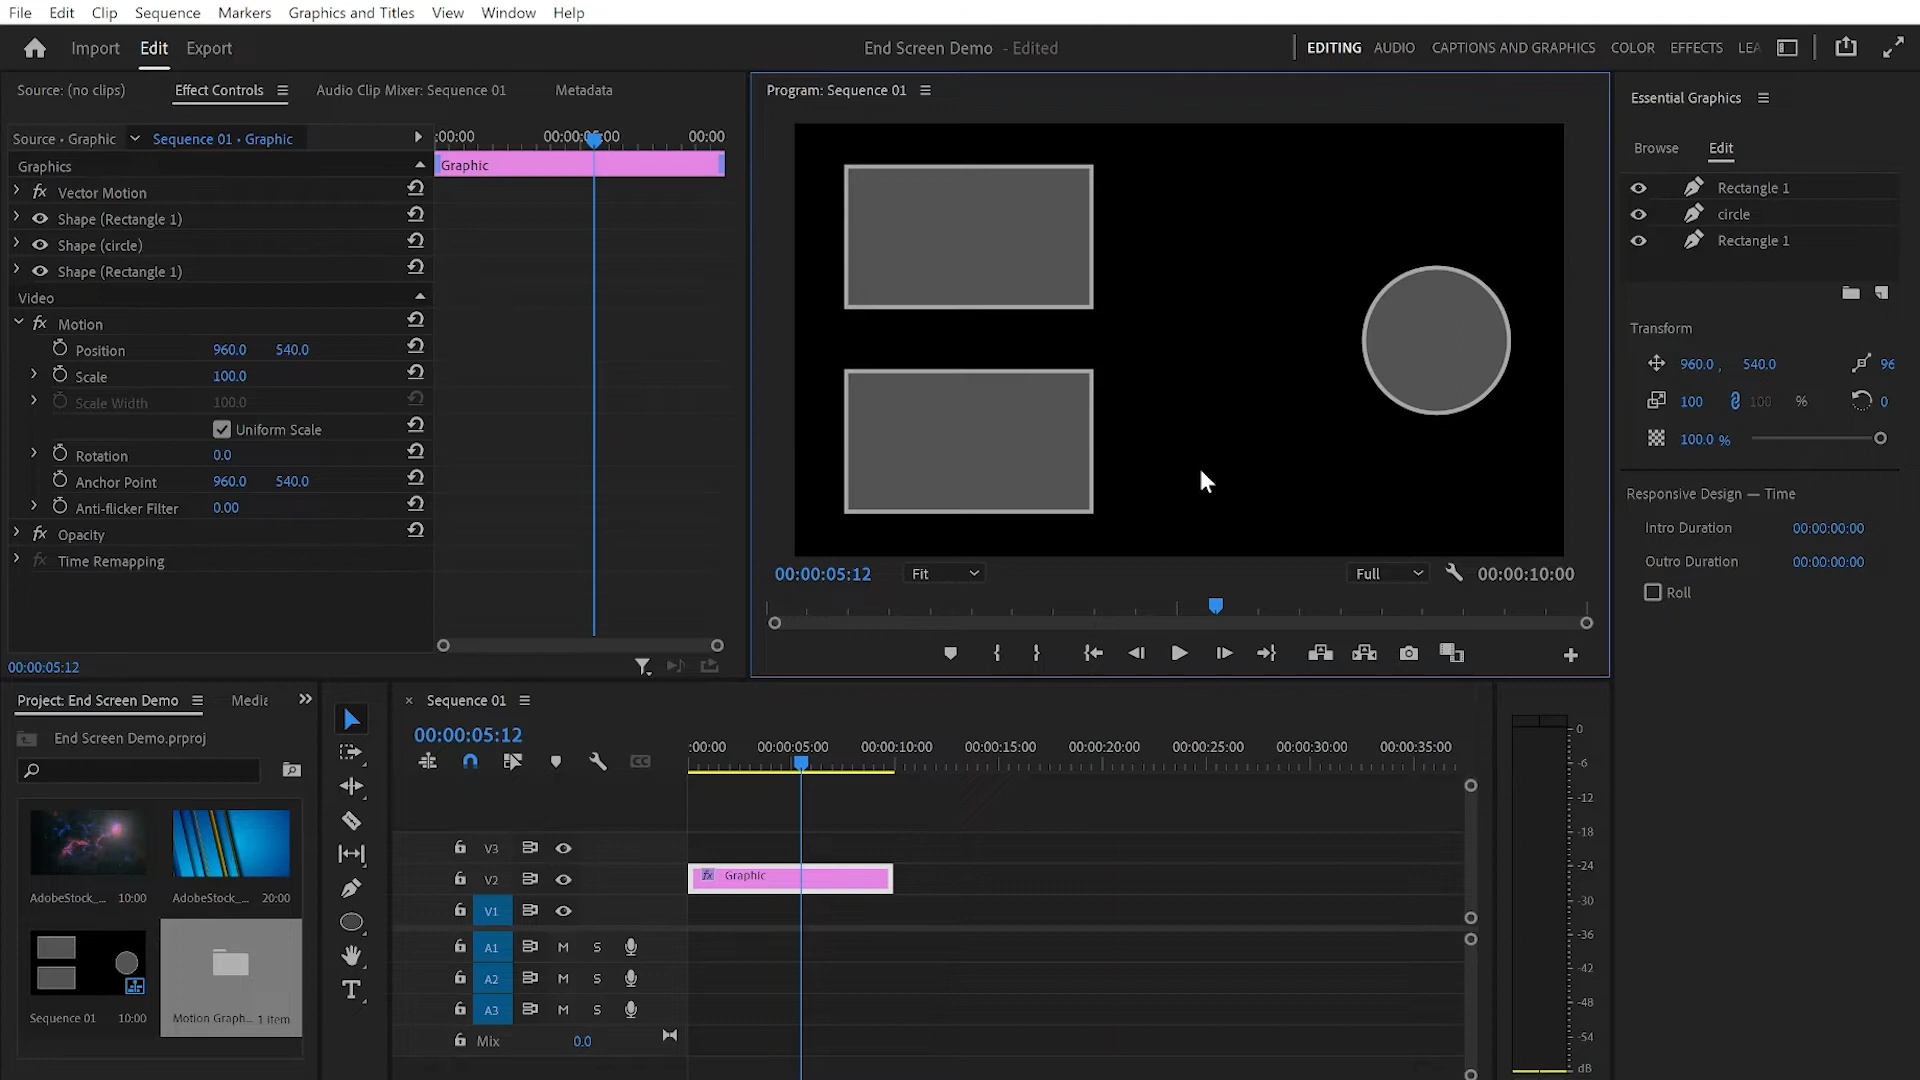 File Edit Clip Sequence Markers Graphics and Titles View Window Help
Import Edit Export
End Screen Demo - Edited
EDITING AUDIO CAPTIONS AND GRAPHICS COLOR EFFECTS LEA
Source: (no clips) Effect Controls Audio Clip Mixer: Sequence 01 Metadata
Source • Graphic Sequence 01 • Graphic
:00:00 00:00:05:00 00:00
Graphics
Graphic
fx Vector Motion
Shape (Rectangle 1)
Shape (circle)
Shape (Rectangle 1)
Video
fx Motion
Position 960.0 540.0
Scale 100.0
Scale Width 100.0
Uniform Scale
Rotation 0.0
Anchor Point 960.0 540.0
Anti-flicker Filter 0.00
fx Opacity
fx Time Remapping
00:00:05:12
Program: Sequence 01
00:00:05:12 Fit Full 00:00:10:00
Essential Graphics
Browse Edit
Rectangle 1
circle
Rectangle 1
Transform
960.0 , 540.0 96
100 100 % 0
100.0 %
Responsive Design — Time
Intro Duration 00:00:00:00
Outro Duration 00:00:00:00
Roll
Project: End Screen Demo Media
End Screen Demo.prproj
AdobeStock_... 10:00
AdobeStock_... 20:00
Sequence 01 10:00
Motion Graph... 1 item
T
Sequence 01
00:00:05:12
CC
:00:00 00:00:05:00 00:00:10:00 00:00:15:00 00:00:20:00 00:00:25:00 00:00:30:00 00:00:35:00
V3
V2
fx Graphic
V1
A1 M S
A2 M S
A3 M S
Mix 0.0
0
-6
-12
-18
-24
-30
-36
-42
-48
-54
dB